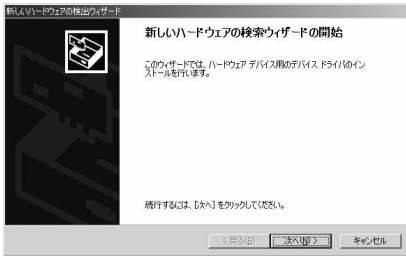 新しいハードウェアの検出ウィザード
新しいハードウェアの検索ウィザードの開始
このウィザードでは、ハードウェア デバイス用のデバイス ドライバのイン
ストールを行います。
続行するには、[次へ] をクリックしてください。
< 戻る(B)
次へ(N) >
キャンセル